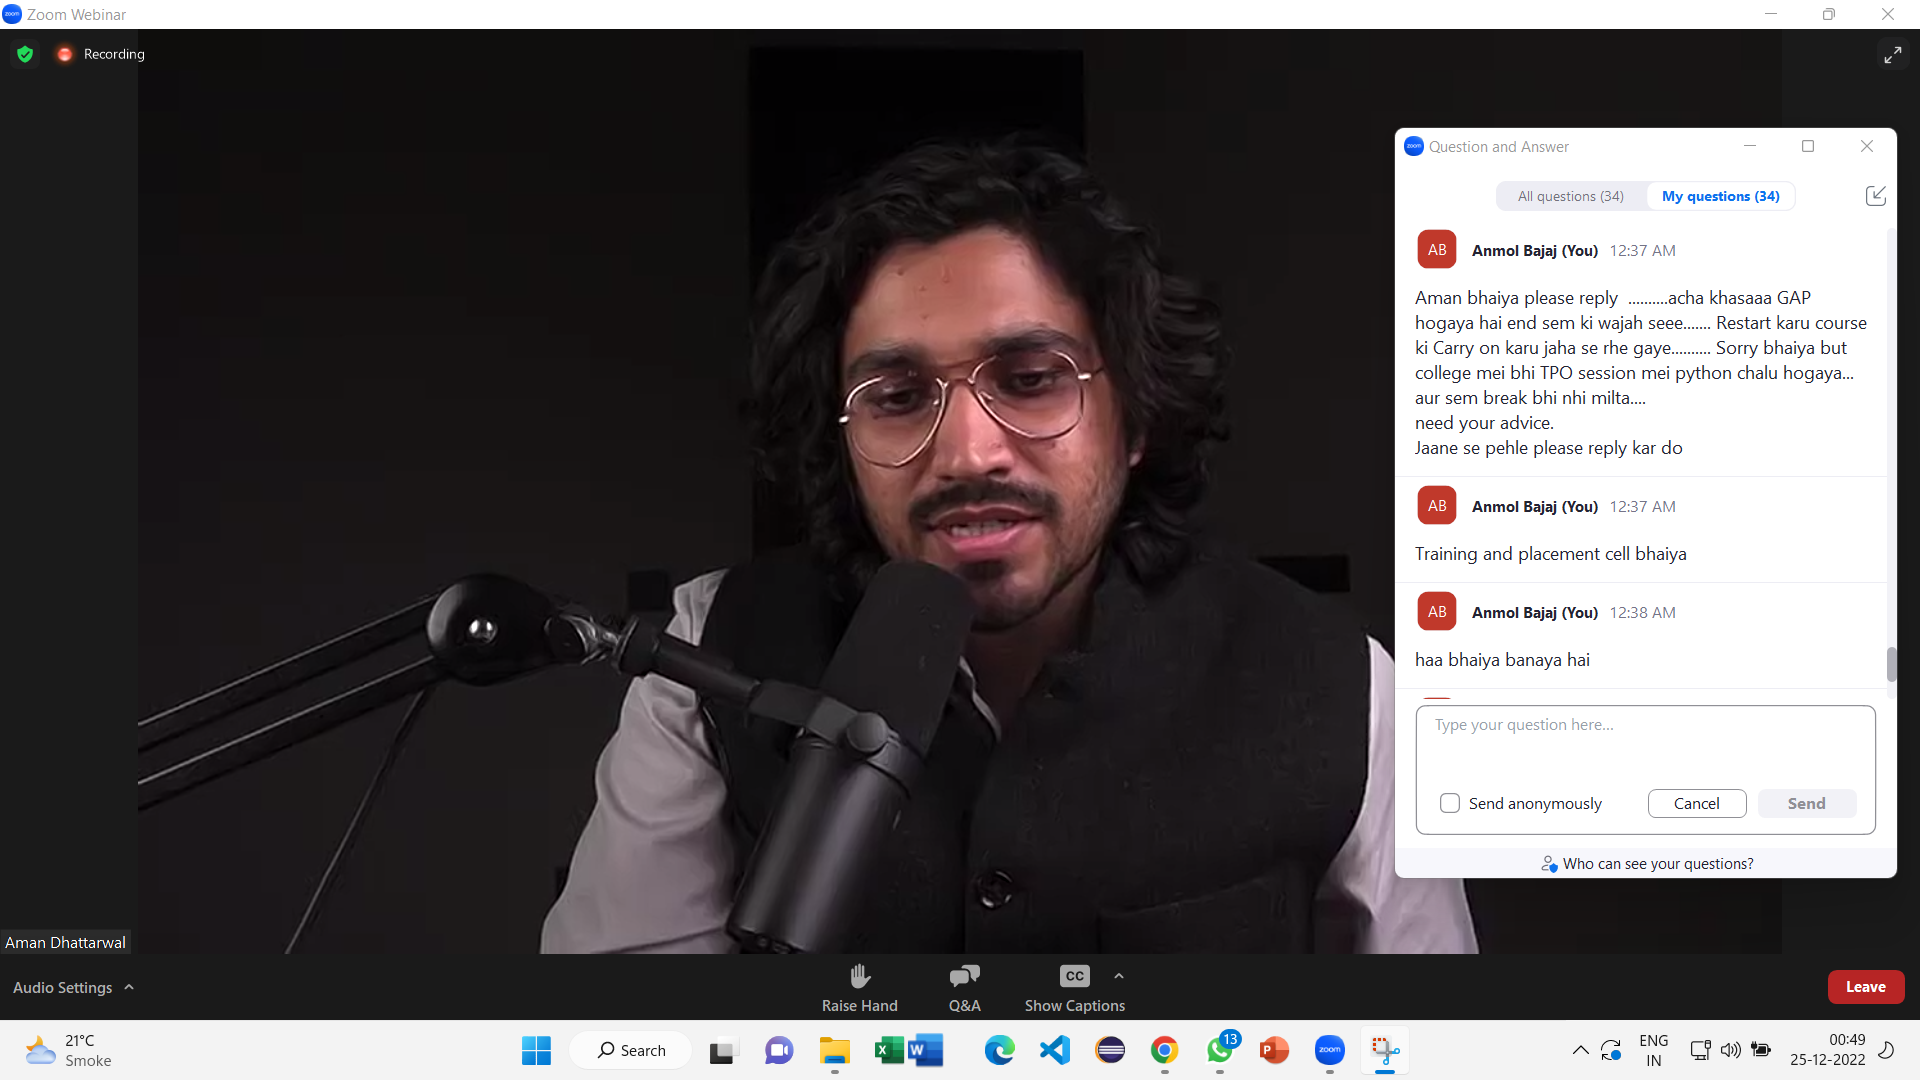 Zoom Webinar
Recording
Question and Answer
All questions (34)
My questions (34)
AB
Anmol Bajaj (You) 12:37 AM
Aman bhaiya please reply ..........acha khasaaa GAP
hogaya hai end sem ki wajah seee....... Restart karu course
ki Carry on karu jaha se rhe gaye.......... Sorry bhaiya but
college mei bhi TPO session mei python chalu hogaya...
aur sem break bhi nhi milta....
need your advice.
Jaane se pehle please reply kar do
AB
Anmol Bajaj (You) 12:37 AM
Training and placement cell bhaiya
AB
Anmol Bajaj (You) 12:38 AM
haa bhaiya banaya hai
Type your question here...
Send anonymously
Cancel
Send
Who can see your questions?
Aman Dhattarwal
Audio Settings
Raise Hand
Q&A
CC
Show Captions
Leave
21°C
Smoke
Search
13
zoom
ENG
IN
00:49
25-12-2022